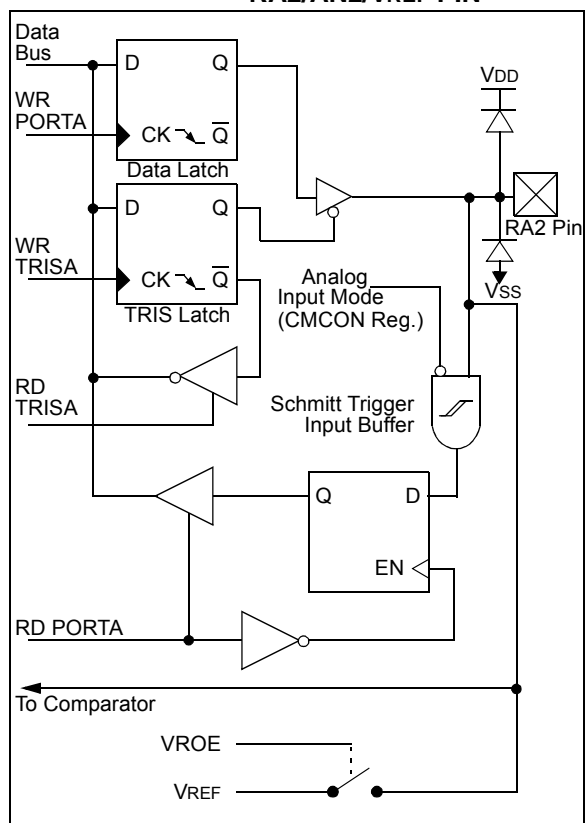 RA2/AN2/VREF PIN
Data
Bus
D Q
WR
PORTA
CK Q
Data Latch
VDD
D Q
RA2 Pin
WR
TRISA
CK Q
TRIS Latch
VSS
Analog
Input Mode
(CMCON Reg.)
RD
TRISA
Schmitt Trigger
Input Buffer
Q D
EN
RD PORTA
To Comparator
VROE
VREF